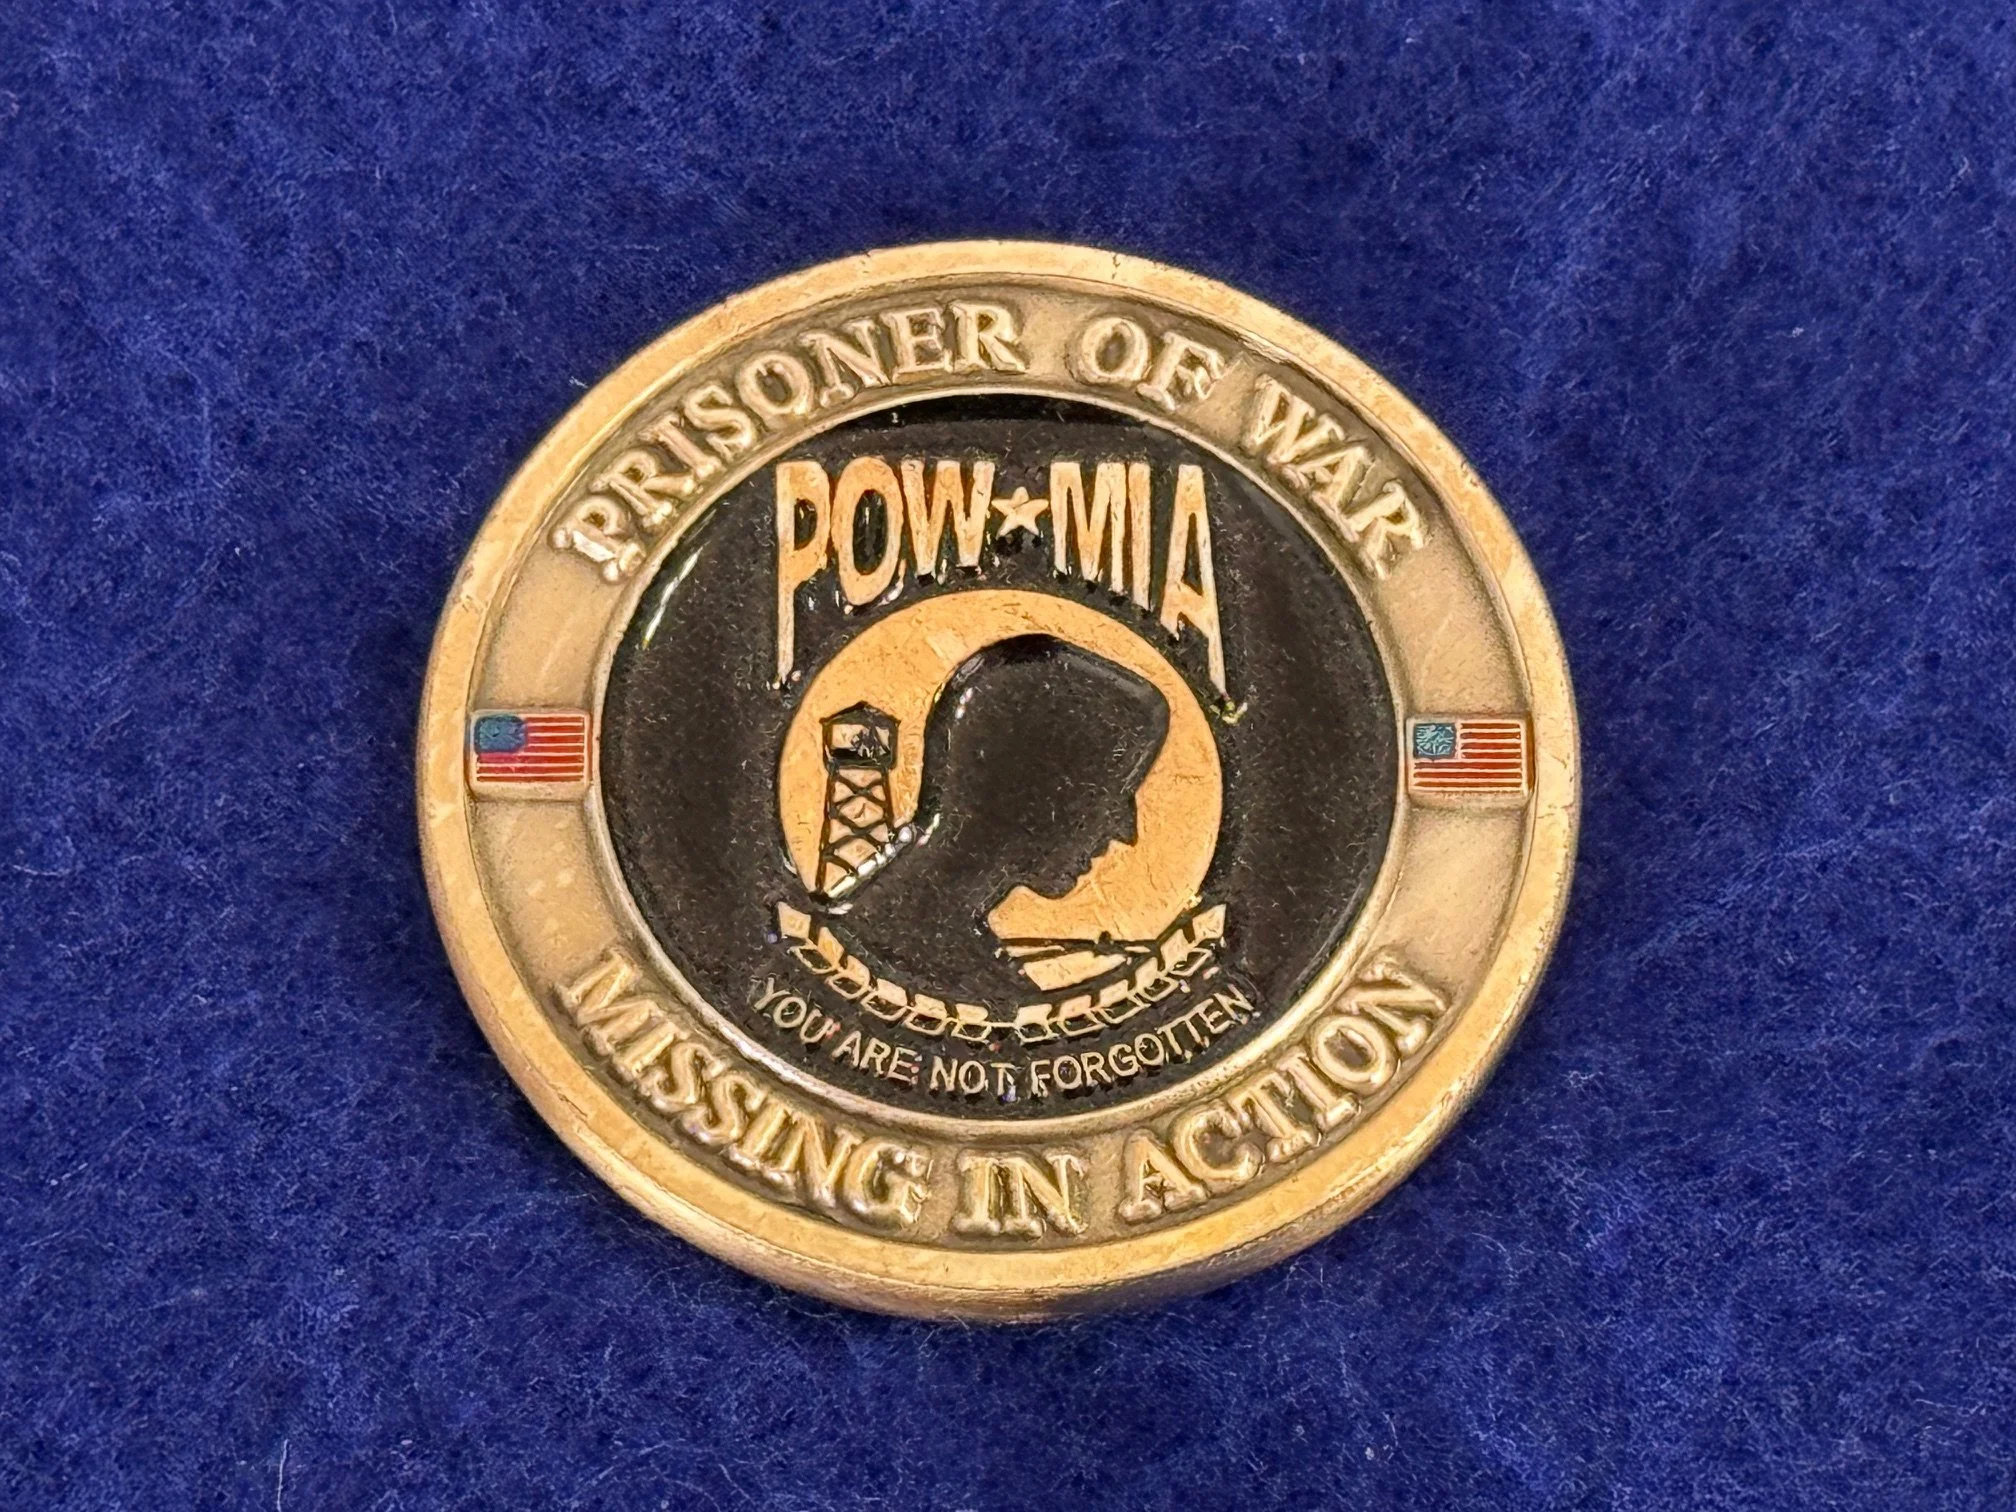 PRISONER OF WAR
POW★MIA
YOU ARE NOT FORGOTTEN
MISSING IN ACTION